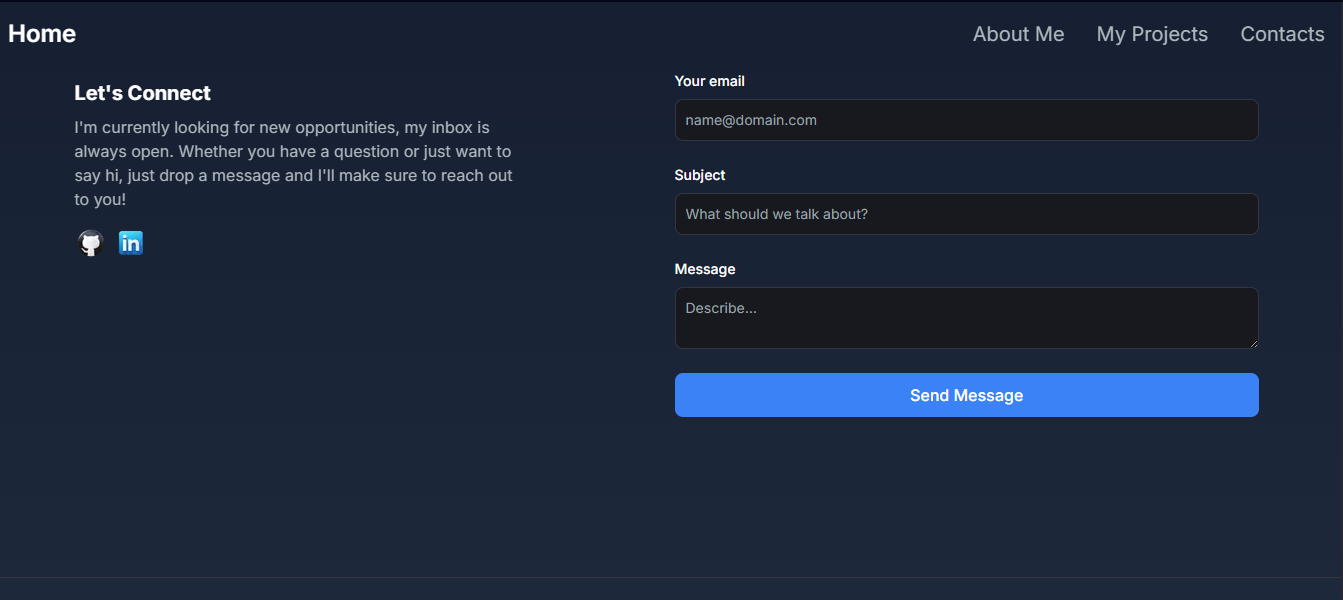 Home
About Me
My Projects
Contacts
Let's Connect
I'm currently looking for new opportunities, my inbox is
always open. Whether you have a question or just want to
say hi, just drop a message and I'll make sure to reach out
to you!
in
Your email
name@domain.com
Subject
What should we talk about?
Message
Describe...
Send Message